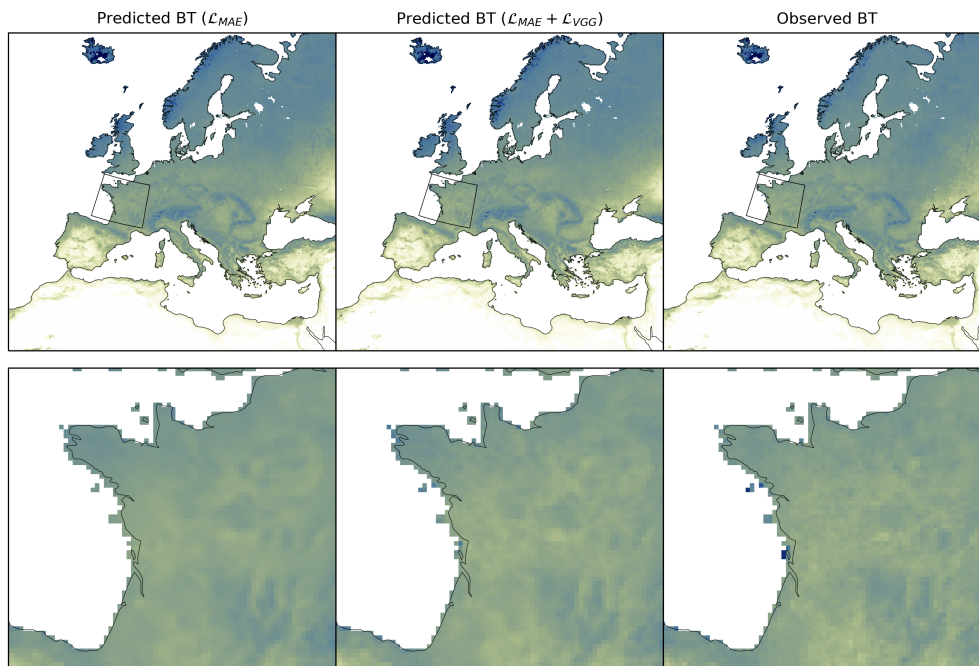 Predicted BT (ℒ_MAE)
Predicted BT (ℒ_MAE + ℒ_VGG)
Observed BT